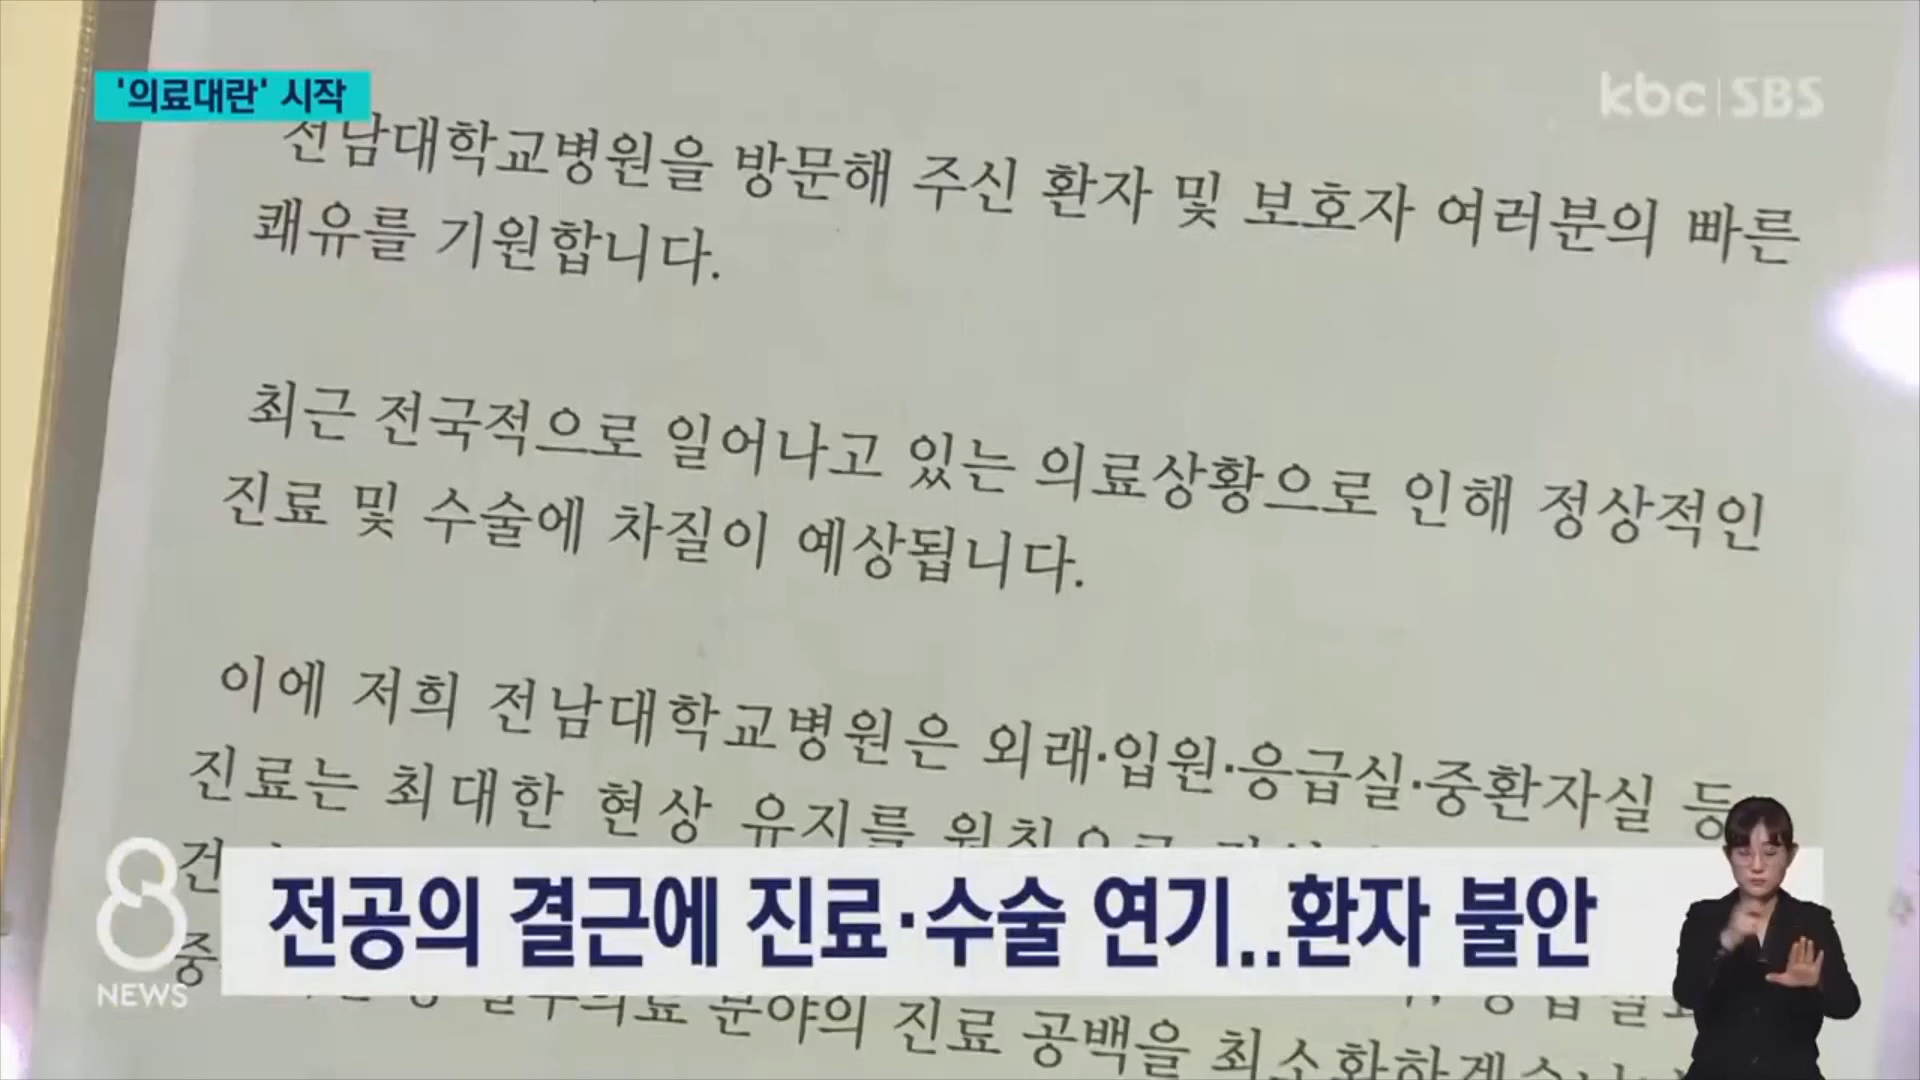 '의료대란' 시작
kbc SBS
전남대학교병원을 방문해 주신 환자 및 보호자 여러분의 빠른
쾌유를 기원합니다.
최근 전국적으로 일어나고 있는 의료상황으로 인해 정상적인
진료 및 수술에 차질이 예상됩니다.
이에 저희 전남대학교병원은 외래·입원·응급실·중환자실 등
진료는 최대한 현상 유지를 원칙으로
건
중
분야의 진료 공백을 최소화하겠습니
8
NEWS
전공의 결근에 진료·수술 연기..환자 불안